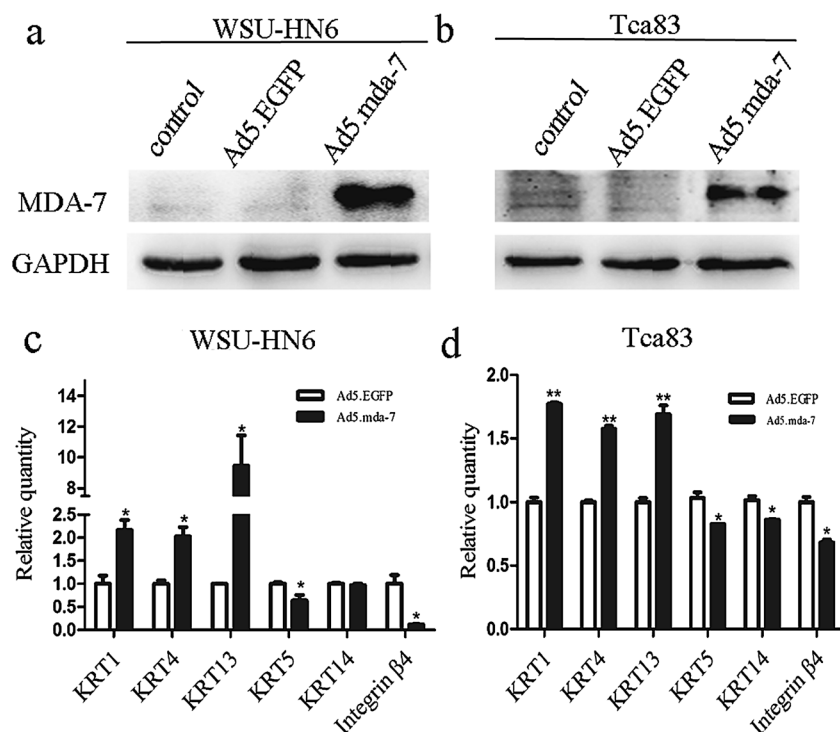 a
WSU-HN6
b
Tca83
control
Ad5.EGFP
Ad5.mda-7
control
Ad5.EGFP
Ad5.mda-7
MDA-7
GAPDH
c
WSU-HN6
Relative quantity
14
12
10
8
2.5
2.0
1.5
1.0
0.5
0.0
Ad5.EGFP
Ad5.mda-7
*
*
*
*
*
KRT1
KRT4
KRT13
KRT5
KRT14
Integrin β4
d
Tca83
Relative quantity
2.0
1.5
1.0
0.5
0.0
Ad5.EGFP
Ad5.mda-7
**
**
**
*
*
*
KRT1
KRT4
KRT13
KRT5
KRT14
Integrin β4